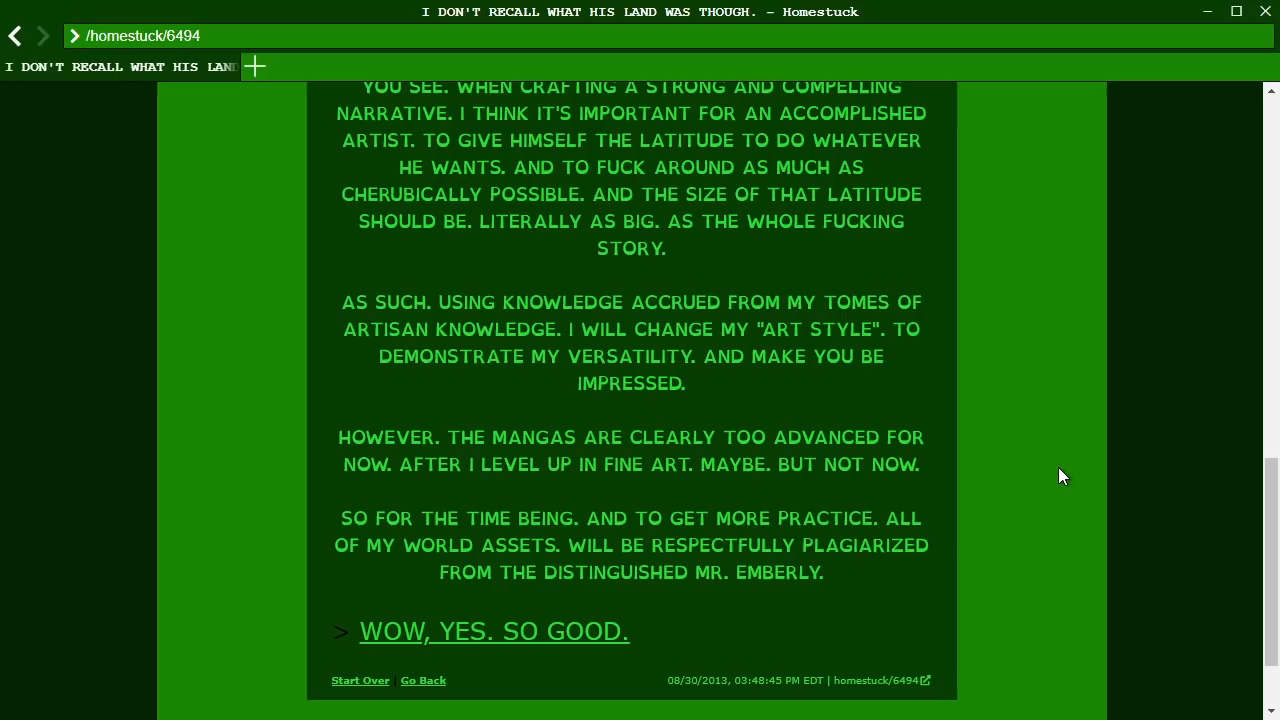 I DON'T RECALL WHAT HIS LAND WAS THOUGH. - Homestuck
/homestuck/6494
I DON'T RECALL WHAT HIS LAND
YOU SEE. WHEN CRAFTING A STRONG AND COMPELLING
NARRATIVE. I THINK IT'S IMPORTANT FOR AN ACCOMPLISHED
ARTIST. TO GIVE HIMSELF THE LATITUDE TO DO WHATEVER
HE WANTS. AND TO FUCK AROUND AS MUCH AS
CHERUBICALLY POSSIBLE. AND THE SIZE OF THAT LATITUDE
SHOULD BE. LITERALLY AS BIG. AS THE WHOLE FUCKING
STORY.
AS SUCH. USING KNOWLEDGE ACCRUED FROM MY TOMES OF
ARTISAN KNOWLEDGE. I WILL CHANGE MY "ART STYLE". TO
DEMONSTRATE MY VERSATILITY. AND MAKE YOU BE
IMPRESSED.
HOWEVER. THE MANGAS ARE CLEARLY TOO ADVANCED FOR
NOW. AFTER I LEVEL UP IN FINE ART. MAYBE. BUT NOT NOW.
SO FOR THE TIME BEING. AND TO GET MORE PRACTICE. ALL
OF MY WORLD ASSETS. WILL BE RESPECTFULLY PLAGIARIZED
FROM THE DISTINGUISHED MR. EMBERLY.
> WOW, YES. SO GOOD.
Start Over | Go Back 08/30/2013, 03:48:45 PM EDT | homestuck/6494